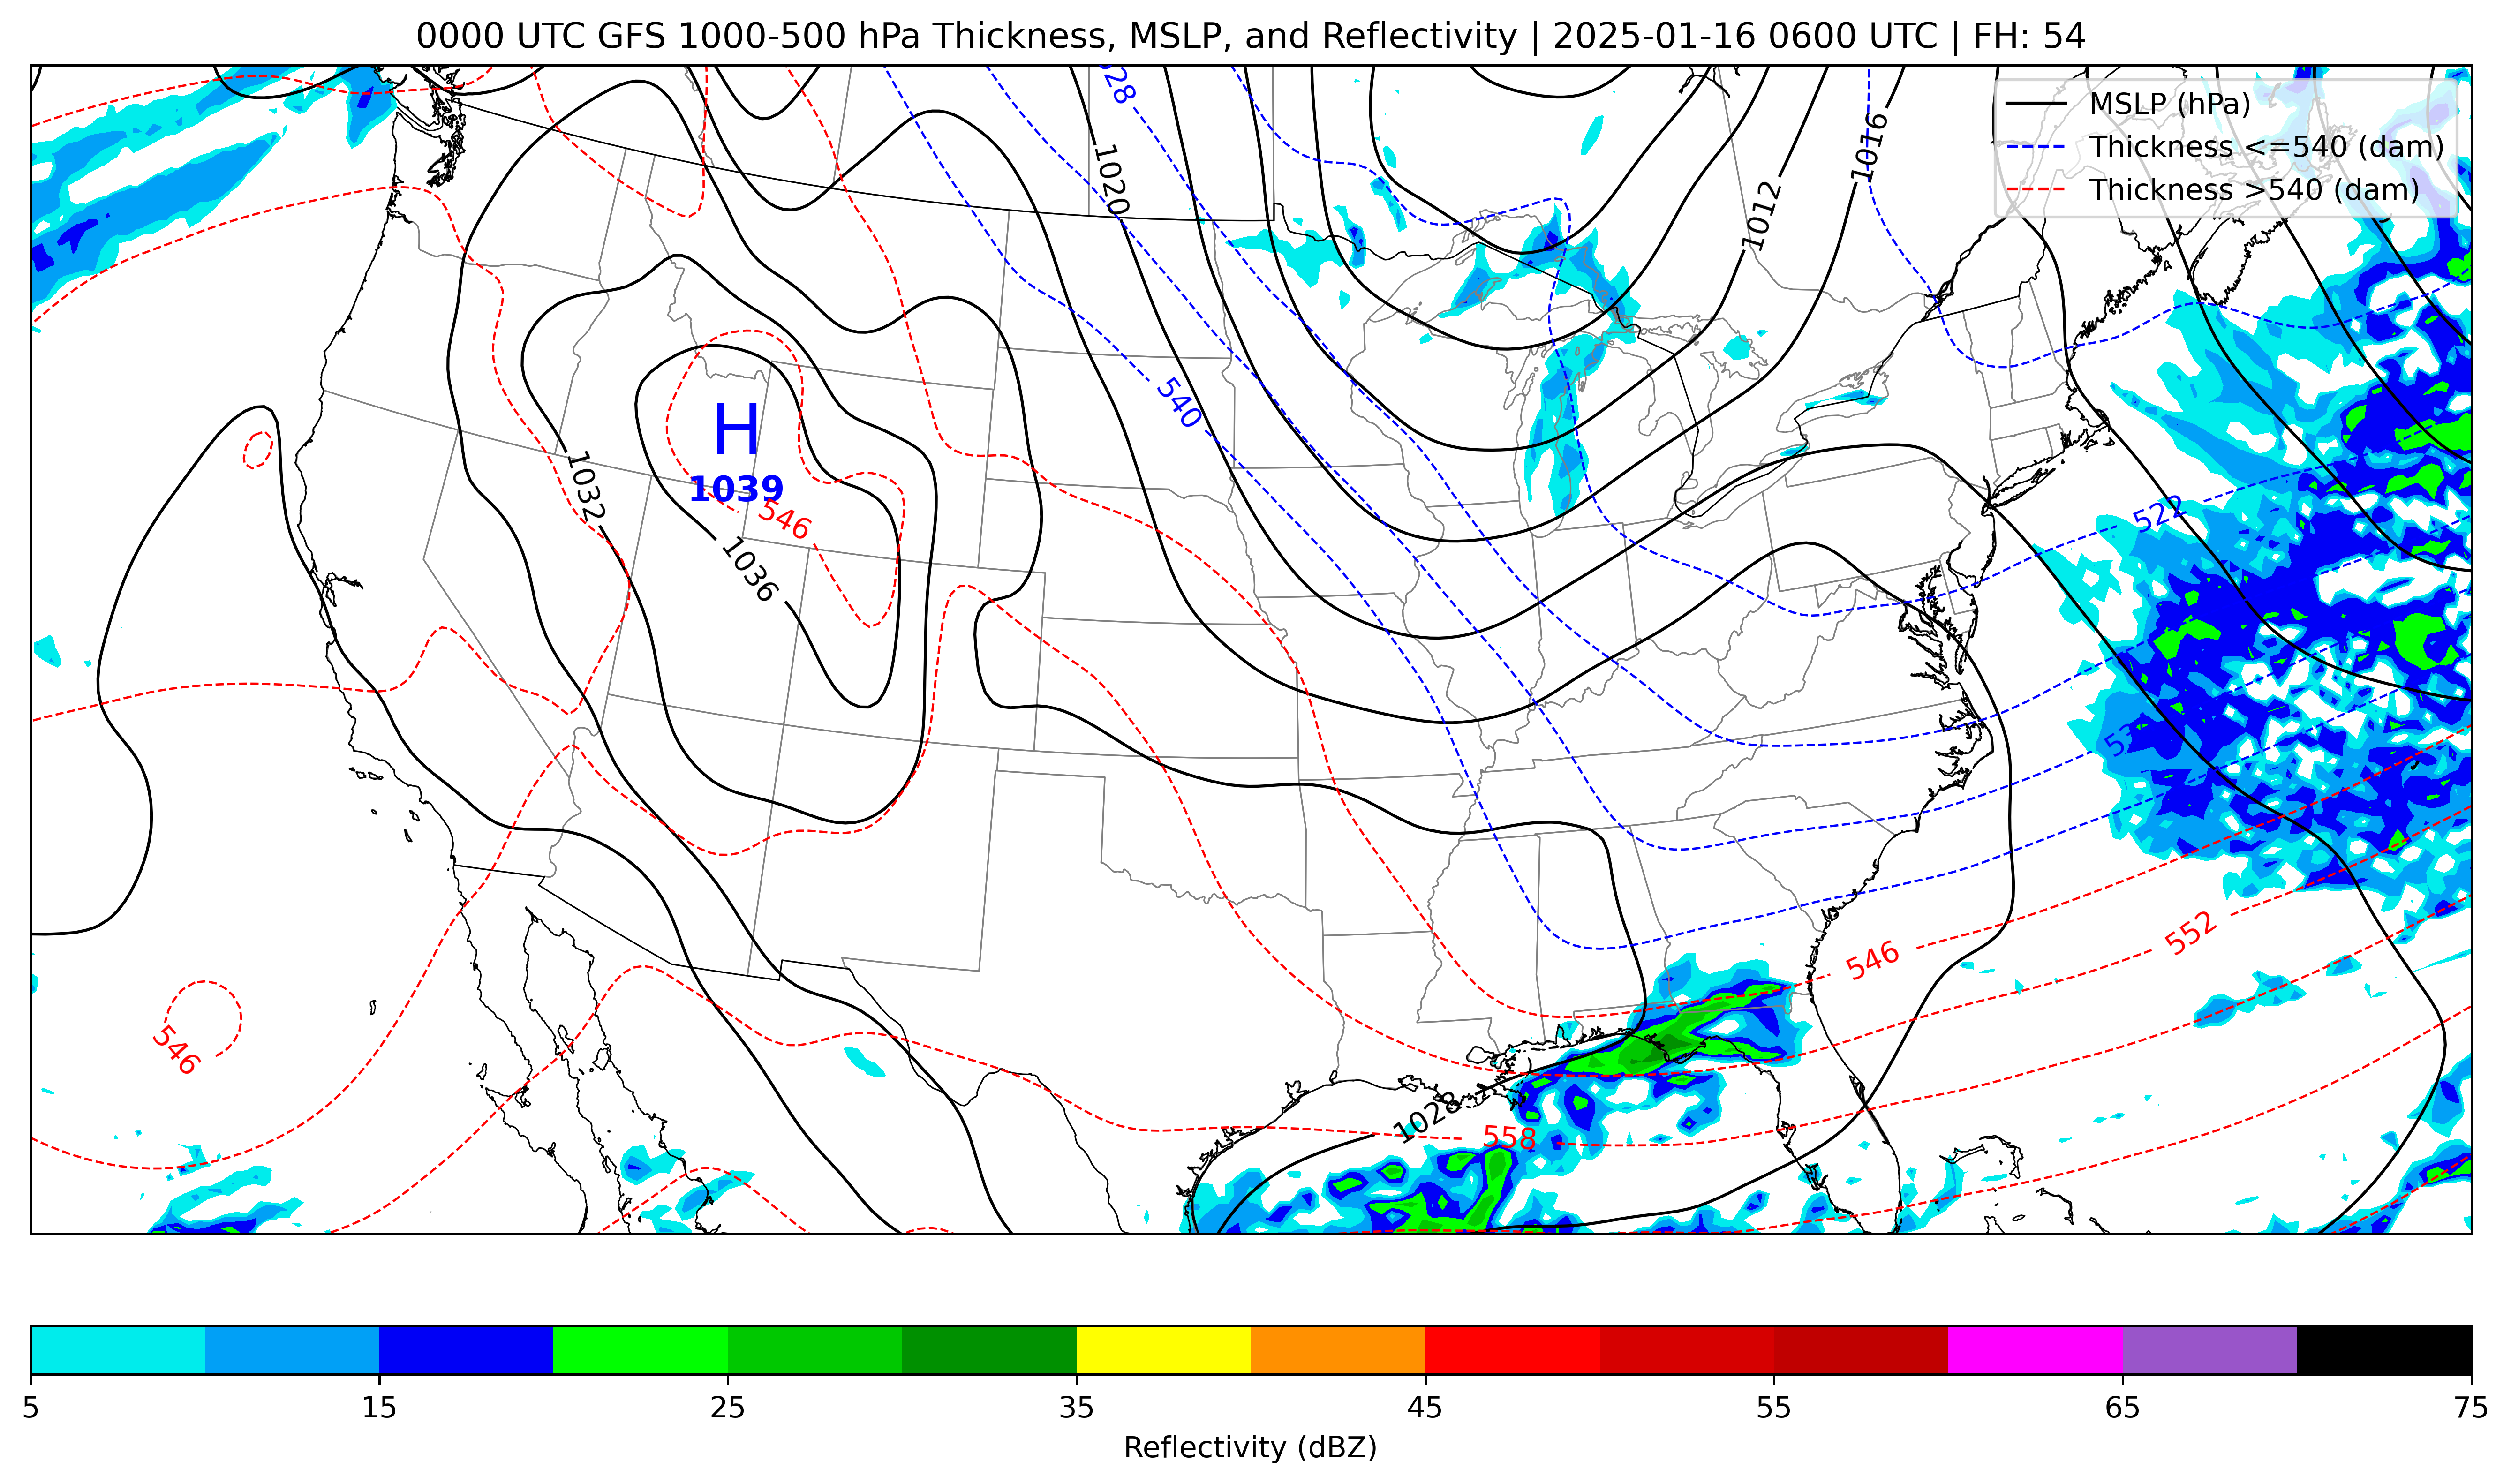 0000 UTC GFS 1000-500 hPa Thickness, MSLP, and Reflectivity | 2025-01-16 0600 UTC | FH: 54
MSLP (hPa)
Thickness <=540 (dam)
Thickness >540 (dam)
528
1020
1016
1012
540
H
1039
1032
546
1036
522
546
552
546
1028
558
5 15 25 35 45 55 65 75
Reflectivity (dBZ)